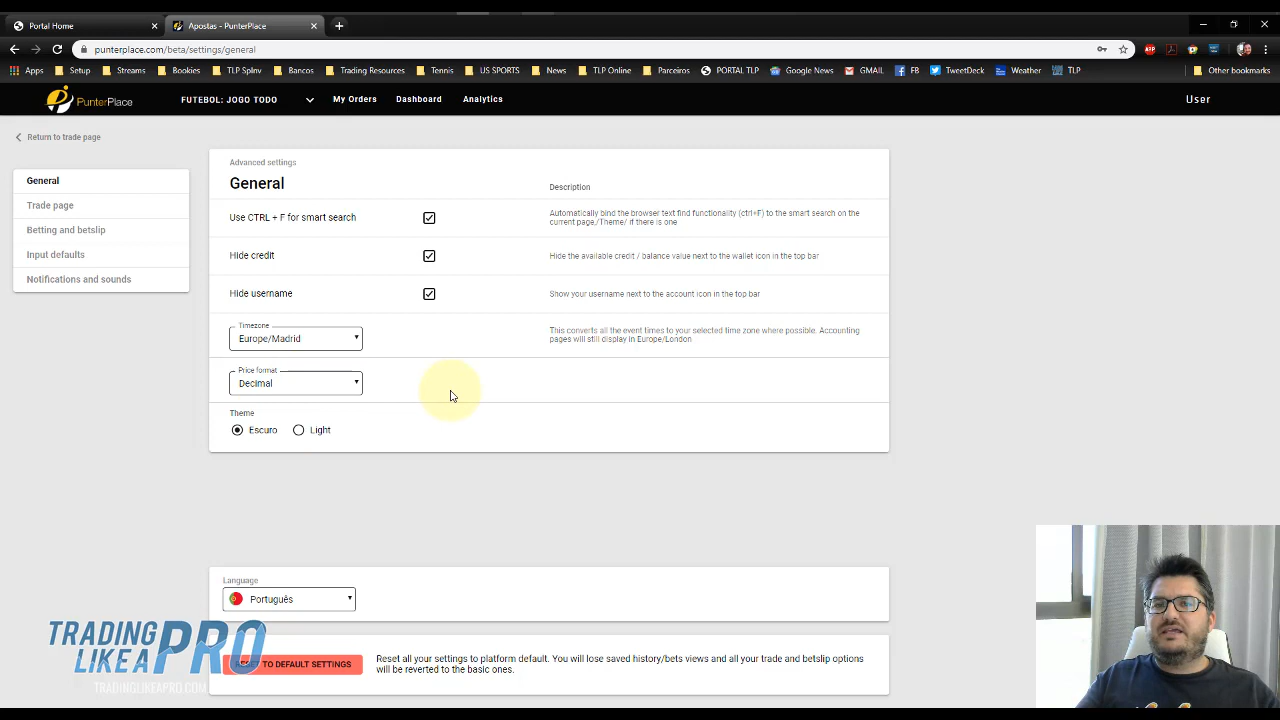 Portal Home
Apostas - PunterPlace
punterplace.com/beta/settings/general
Apps Setup Streams Bookies TLP SpInv Bancos Trading Resources Tennis US SPORTS News TLP Online Parceiros PORTAL TLP Google News GMAIL FB TweetDeck Weather TLP Other bookmarks
PunterPlace FUTEBOL: JOGO TODO My Orders Dashboard Analytics User
Return to trade page
General
Trade page
Betting and betslip
Input defaults
Notifications and sounds
Advanced settings
General
Description
Use CTRL + F for smart search
Automatically bind the browser text find functionality (ctrl+F) to the smart search on the
current page./Theme/ if there is one
Hide credit
Hide the available credit / balance value next to the wallet icon in the top bar
Hide username
Show your username next to the account icon in the top bar
Timezone
Europe/Madrid
This converts all the event times to your selected time zone where possible. Accounting
pages will still display in Europe/London
Price format
Decimal
Theme
Escuro Light
Language
Português
RESET TO DEFAULT SETTINGS
Reset all your settings to platform default. You will lose saved history/bets views and all your trade and betslip options
will be reverted to the basic ones.
TRADING
LIKE A PRO
TRADINGLIKEAPRO.COM